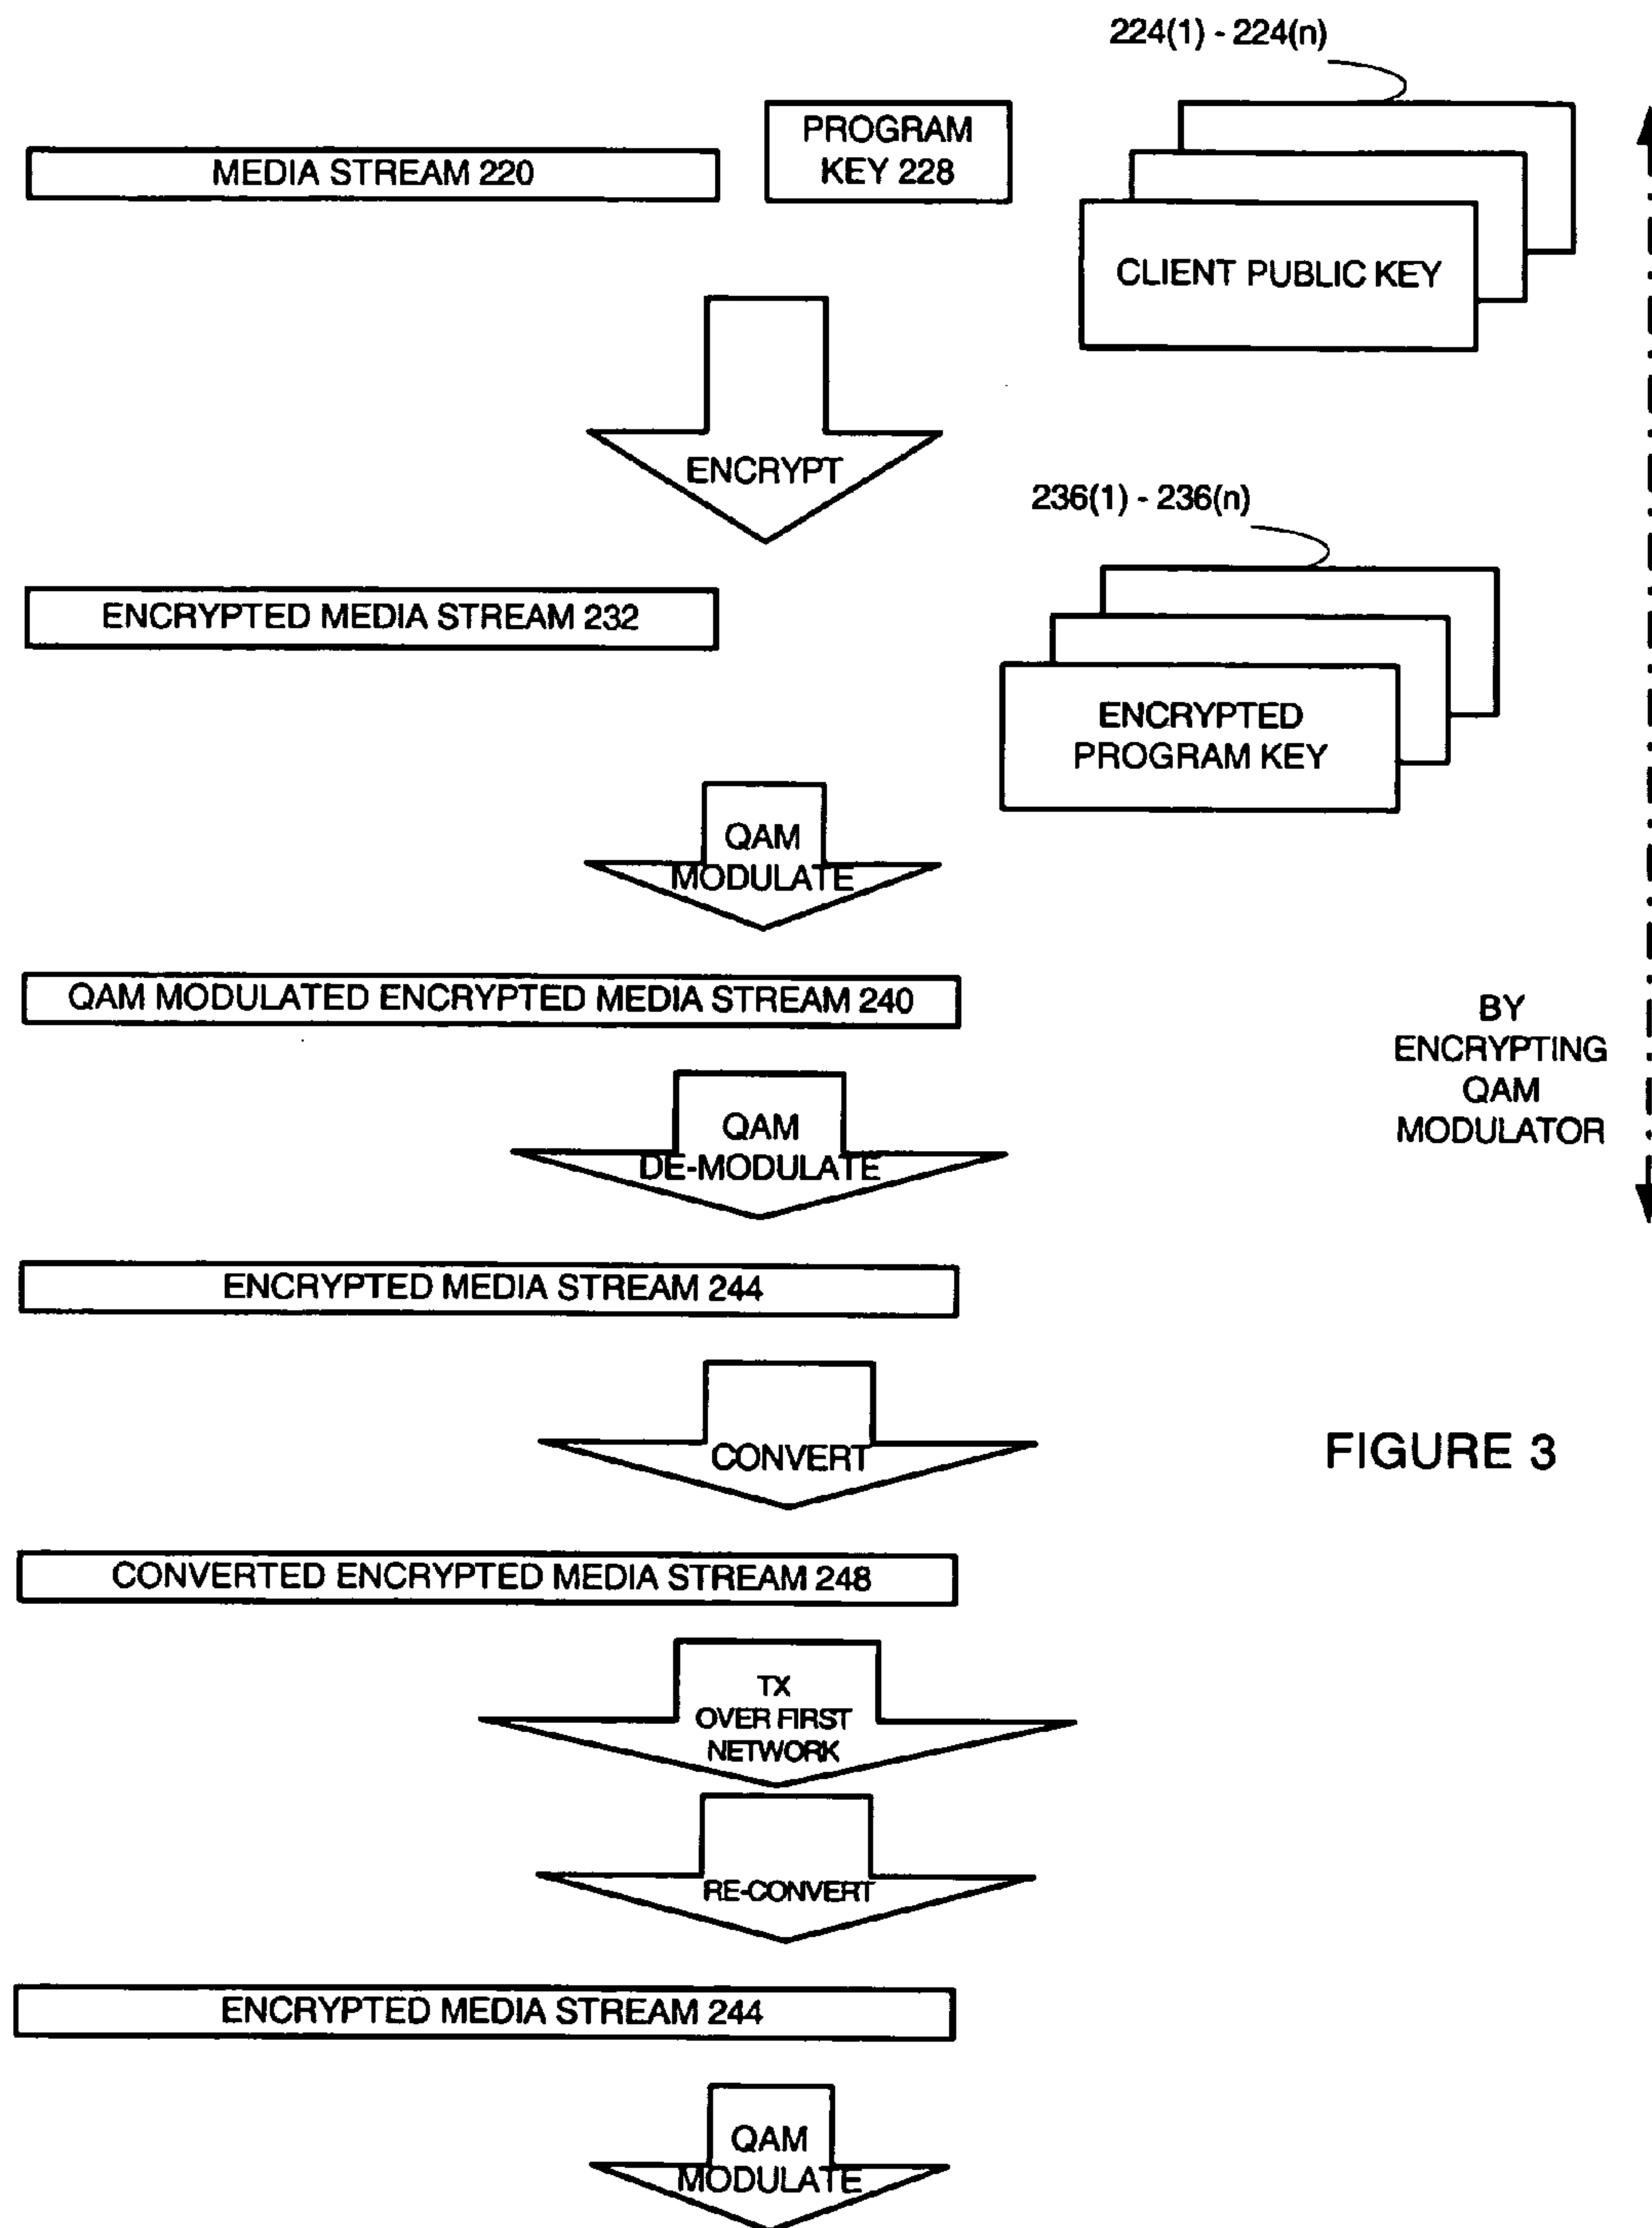 224(1) - 224(n)
MEDIA STREAM 220
PROGRAM
KEY 228
CLIENT PUBLIC KEY
ENCRYPT
236(1) - 236(n)
ENCRYPTED MEDIA STREAM 232
ENCRYPTED
PROGRAM KEY
QAM
MODULATE
QAM MODULATED ENCRYPTED MEDIA STREAM 240
BY
ENCRYPTING
QAM
MODULATOR
QAM
DE-MODULATE
ENCRYPTED MEDIA STREAM 244
CONVERT
FIGURE 3
CONVERTED ENCRYPTED MEDIA STREAM 248
TX
OVER FIRST
NETWORK
RE-CONVERT
ENCRYPTED MEDIA STREAM 244
QAM
MODULATE